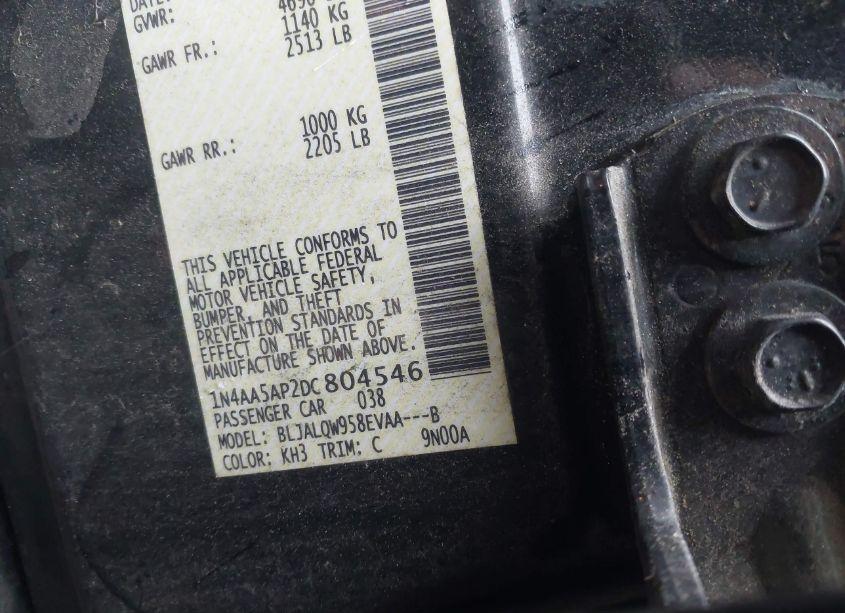 DATE:
GVWR: 4696
GAWR FR.: 1140 KG
2513 LB
GAWR RR.: 1000 KG
2205 LB
THIS VEHICLE CONFORMS TO
ALL APPLICABLE FEDERAL
MOTOR VEHICLE SAFETY,
BUMPER, AND THEFT
PREVENTION STANDARDS IN
EFFECT ON THE DATE OF
MANUFACTURE SHOWN ABOVE.
1N4AA5AP2DC804546
PASSENGER CAR 038
MODEL: BLJALQW958EVAA---B
COLOR: KH3 TRIM: C 9N00A